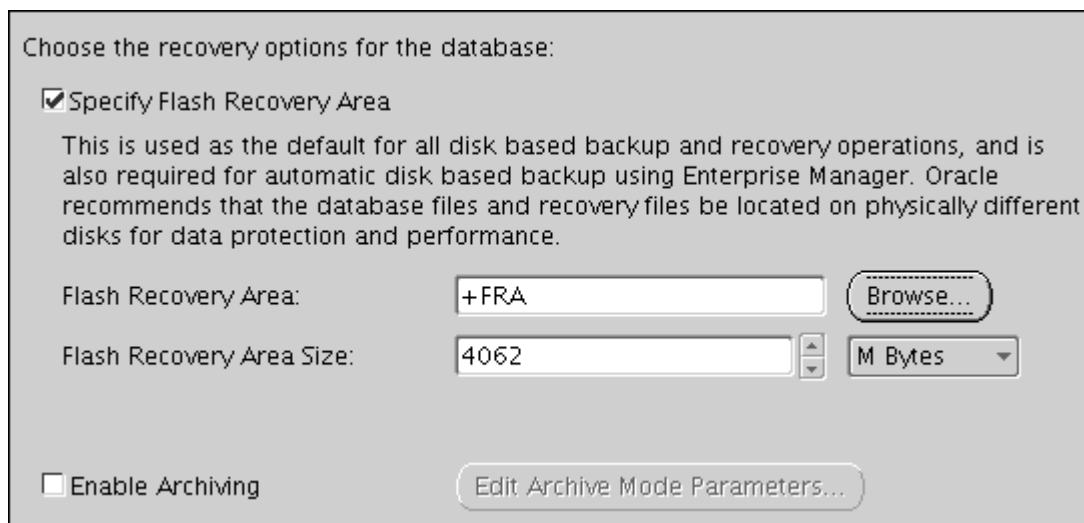 Choose the recovery options for the database:
Specify Flash Recovery Area
This is used as the default for all disk based backup and recovery operations, and is
also required for automatic disk based backup using Enterprise Manager. Oracle
recommends that the database files and recovery files be located on physically different
disks for data protection and performance.
Flash Recovery Area: +FRA Browse...
Flash Recovery Area Size: 4062 M Bytes
Enable Archiving Edit Archive Mode Parameters...